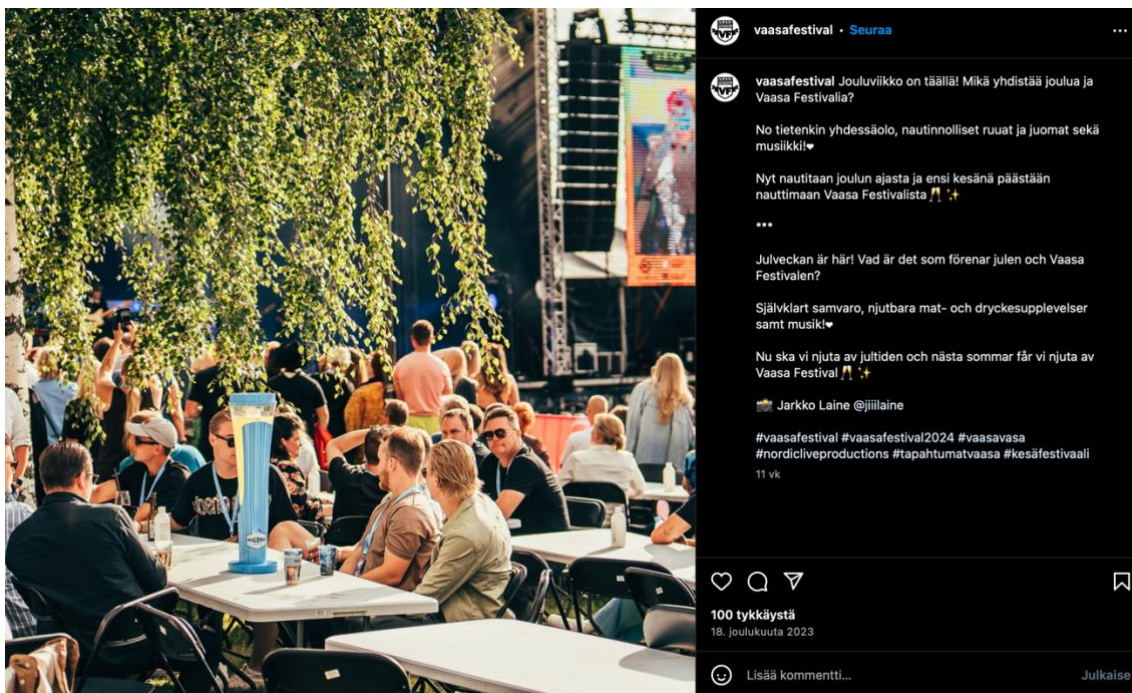 vaasafestival • Seuraa
vaasafestival Jouluviikko on täällä! Mikä yhdistää joulua ja
Vaasa Festivalia?
No tietenkin yhdessäolo, nautinnolliset ruuat ja juomat sekä
musiikki!♥
Nyt nautitaan joulun ajasta ja ensi kesänä päästään
nauttimaan Vaasa Festivalista🥂✨
***
Julveckan är här! Vad är det som förenar julen och Vaasa
Festivalen?
Självklart samvaro, njutbara mat- och dryckesupplevelser
samt musik!♥
Nu ska vi njuta av jultiden och nästa sommar får vi njuta av
Vaasa Festival🥂✨
📸 Jarkko Laine @jiiilaine
#vaasafestival #vaasafestival2024 #vaasavasa
#nordicliveproductions #tapahtumatvaasa #kesäfestivaali
11 vk
100 tykkäystä
18. joulukuuta 2023
Lisää kommentti...
Julkaise